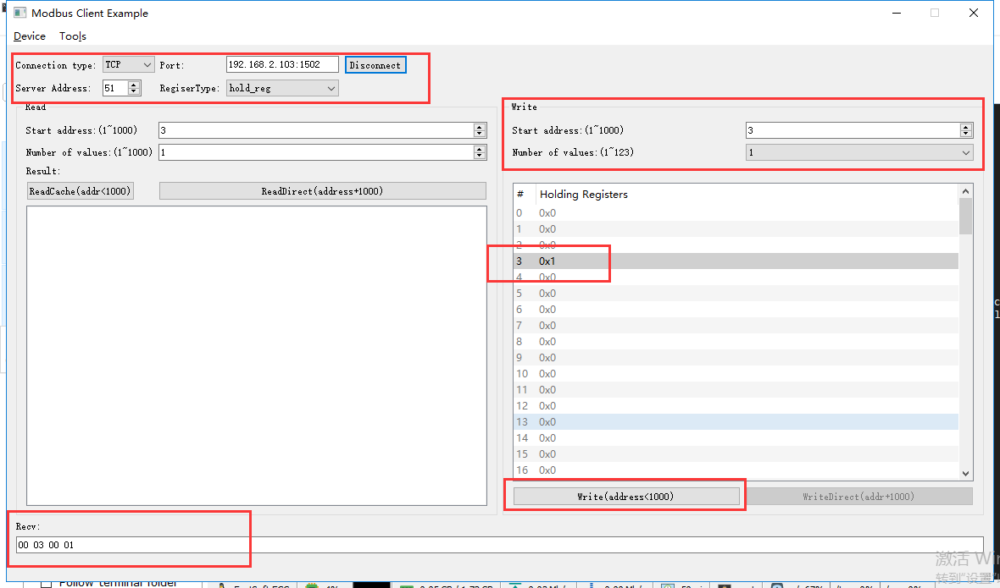 Modbus Client Example
Device Tools
Connection type: TCP Port: 192.168.2.103:1502 Disconnect
Server Address: 51 RegiserType: hold_reg
Read
Start address:(1~1000) 3
Number of values:(1~1000) 1
Result:
ReadCache(addr<1000) ReadDirect(address+1000)
Write
Start address:(1~1000) 3
Number of values:(1~123) 1
# Holding Registers
0 0x0
1 0x0
2 0x0
3 0x1
4 0x0
5 0x0
6 0x0
7 0x0
8 0x0
9 0x0
10 0x0
11 0x0
12 0x0
13 0x0
14 0x0
15 0x0
16 0x0
Write(address<1000) WriteDirect(addr+1000)
Recv:
00 03 00 01
激活 Win
转到"设置"
Follow terminal folder